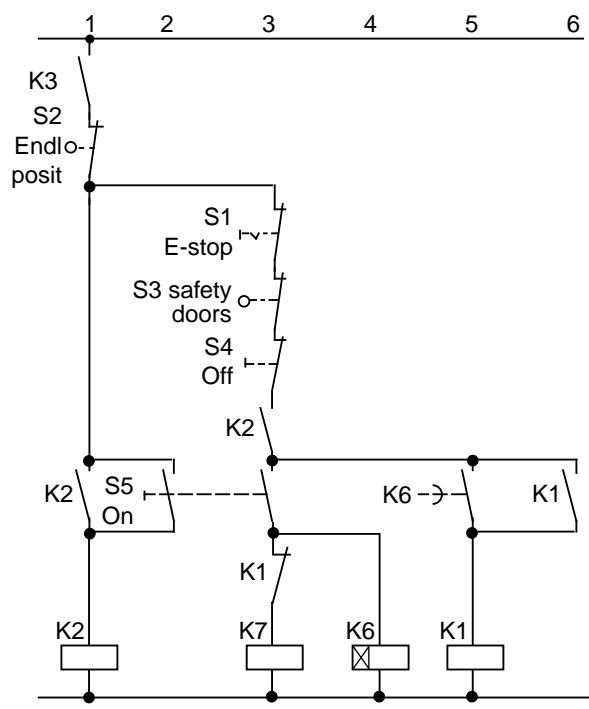 1 2 3 4 5 6
K3
S2
Endl
posit
S1
E-stop
S3 safety
doors
S4
Off
K2
K2 S5 K6 K1
On
K1
K2 K7 K6 K1